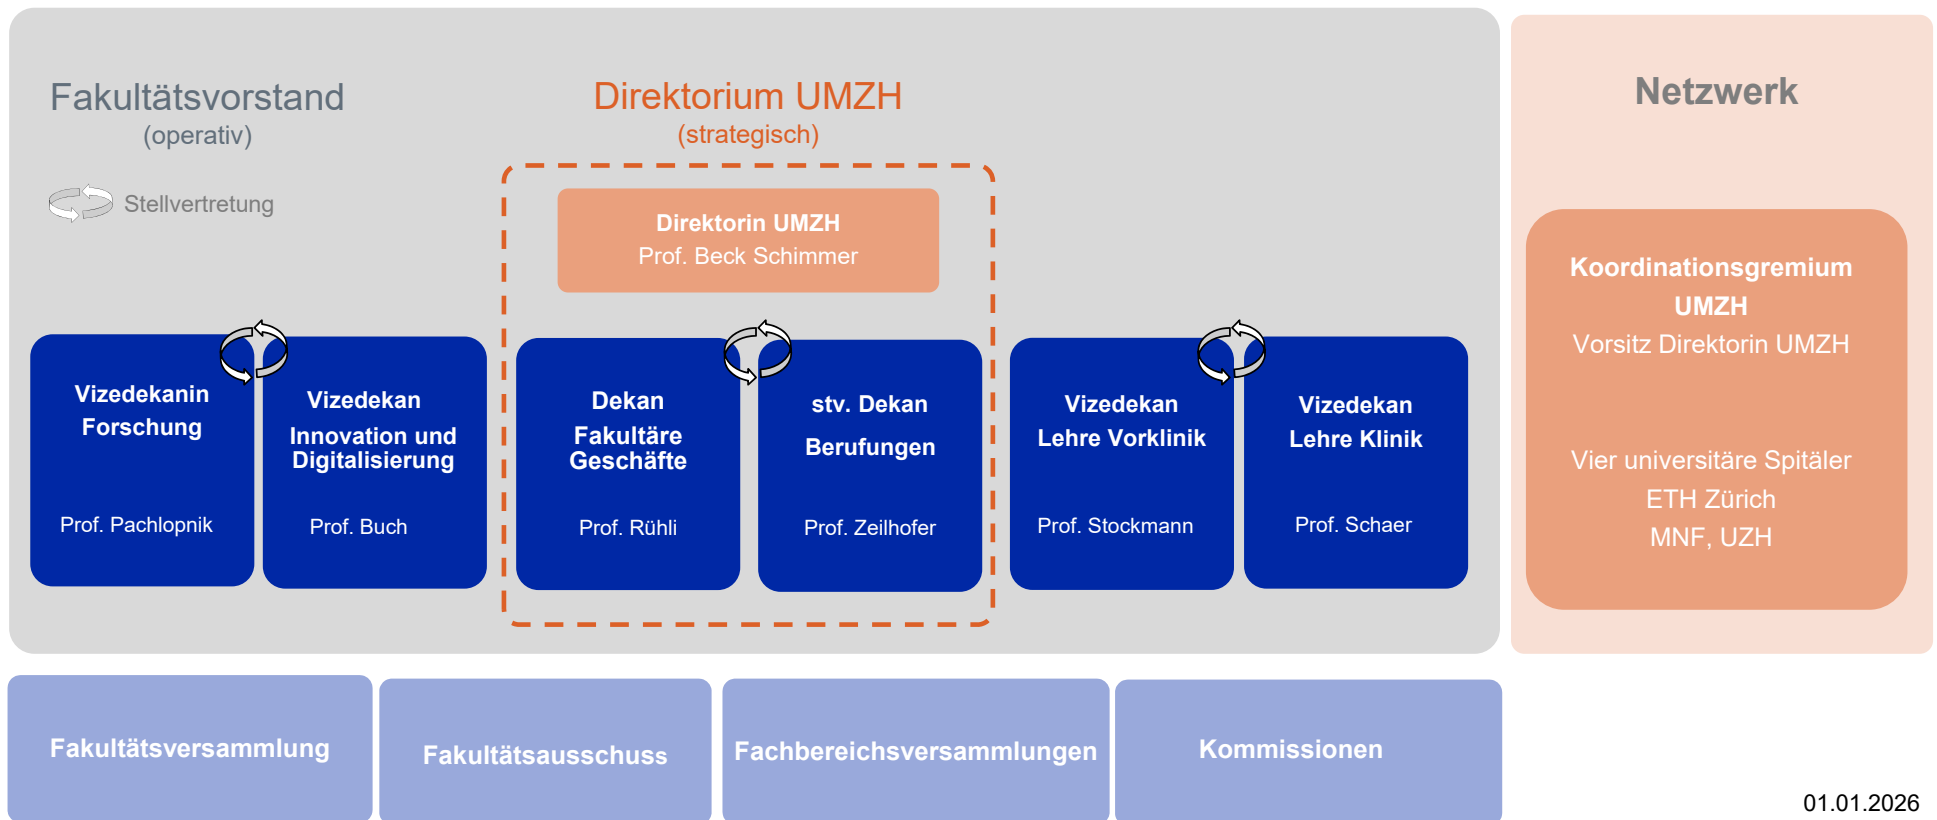 Fakultätsvorstand
(operativ)
Stellvertretung
Direktorium UMZH
(strategisch)
Direktorin UMZH
Prof. Beck Schimmer
Vizedekanin
Forschung
Prof. Pachlopnik
Vizedekan
Innovation und
Digitalisierung
Prof. Buch
Dekan
Fakultäre
Geschäfte
Prof. Rühli
stv. Dekan
Berufungen
Prof. Zeilhofer
Vizedekan
Lehre Vorklinik
Prof. Stockmann
Vizedekan
Lehre Klinik
Prof. Schaer
Netzwerk
Koordinationsgremium
UMZH
Vorsitz Direktorin UMZH
Vier universitäre Spitäler
ETH Zürich
MNF, UZH
Fakultätsversammlung
Fakultätsausschuss
Fachbereichsversammlungen
Kommissionen
01.01.2026